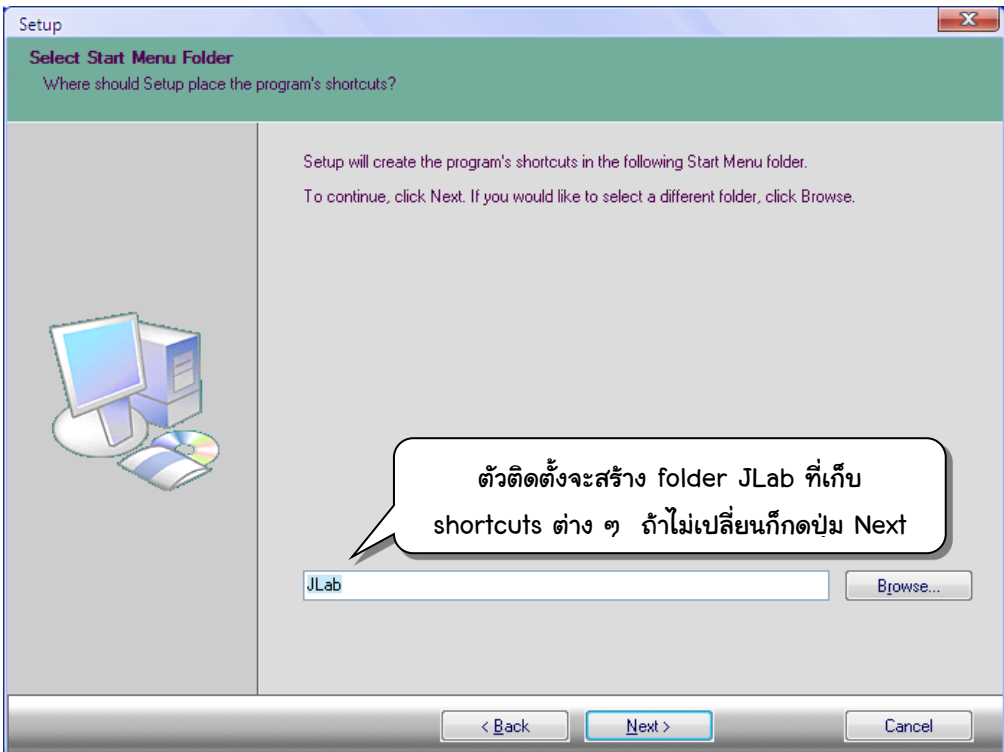 Setup
Select Start Menu Folder
Where should Setup place the program's shortcuts?
Setup will create the program's shortcuts in the following Start Menu folder.
To continue, click Next. If you would like to select a different folder, click Browse.
ตัวติดตั้งจะสร้าง folder JLab ที่เก็บ
shortcuts ต่าง ๆ ถ้าไม่เปลี่ยนก็กดปุ่ม Next
JLab
Browse...
< Back
Next >
Cancel